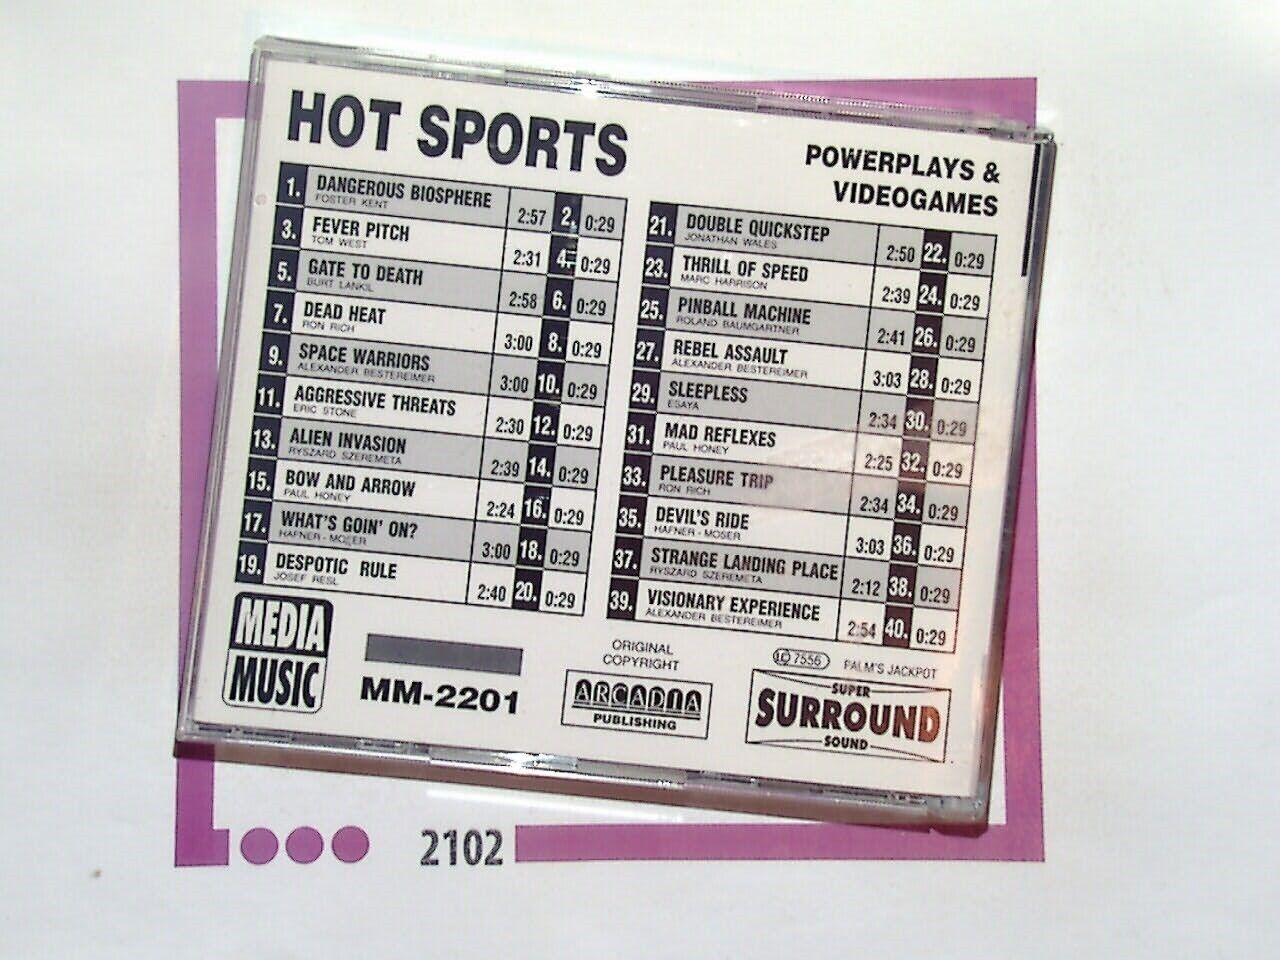 HOT SPORTS
POWERPLAYS &
VIDEOGAMES
1. DANGEROUS BIOSPHERE 2:57 2. 0:29
FOSTER KENT
3. FEVER PITCH 2:31 4. 0:29
TOM WEST
5. GATE TO DEATH 2:58 6. 0:29
BURT LANKIL
7. DEAD HEAT 3:00 8. 0:29
RON RICH
9. SPACE WARRIORS 3:00 10. 0:29
ALEXANDER BESTEREIMER
11. AGGRESSIVE THREATS 2:30 12. 0:29
ERIC STONE
13. ALIEN INVASION 2:39 14. 0:29
RYSZARD SZEREMETA
15. BOW AND ARROW 2:24 16. 0:29
PAUL HONEY
17. WHAT'S GOIN' ON? 3:00 18. 0:29
HAFNER - MOSER
19. DESPOTIC RULE 2:40 20. 0:29
JOSEF RESL
21. DOUBLE QUICKSTEP 2:50 22. 0:29
JONATHAN WALES
23. THRILL OF SPEED 2:39 24. 0:29
MARC HARRISON
25. PINBALL MACHINE 2:41 26. 0:29
ROLAND BAUMGARTNER
27. REBEL ASSAULT 3:03 28. 0:29
ALEXANDER BESTEREIMER
29. SLEEPLESS 2:34 30. 0:29
ESAYA
31. MAD REFLEXES 2:25 32. 0:29
PAUL HONEY
33. PLEASURE TRIP 2:34 34. 0:29
RON RICH
35. DEVIL'S RIDE 3:03 36. 0:29
HAFNER - MOSER
37. STRANGE LANDING PLACE 2:12 38. 0:29
RYSZARD SZEREMETA
39. VISIONARY EXPERIENCE 2:54 40. 0:29
ALEXANDER BESTEREIMER
MEDIA
MUSIC
MM-2201
ORIGINAL
COPYRIGHT
ARCADIA
PUBLISHING
LC 7556 PALM'S JACKPOT
SUPER
SURROUND
SOUND
2102